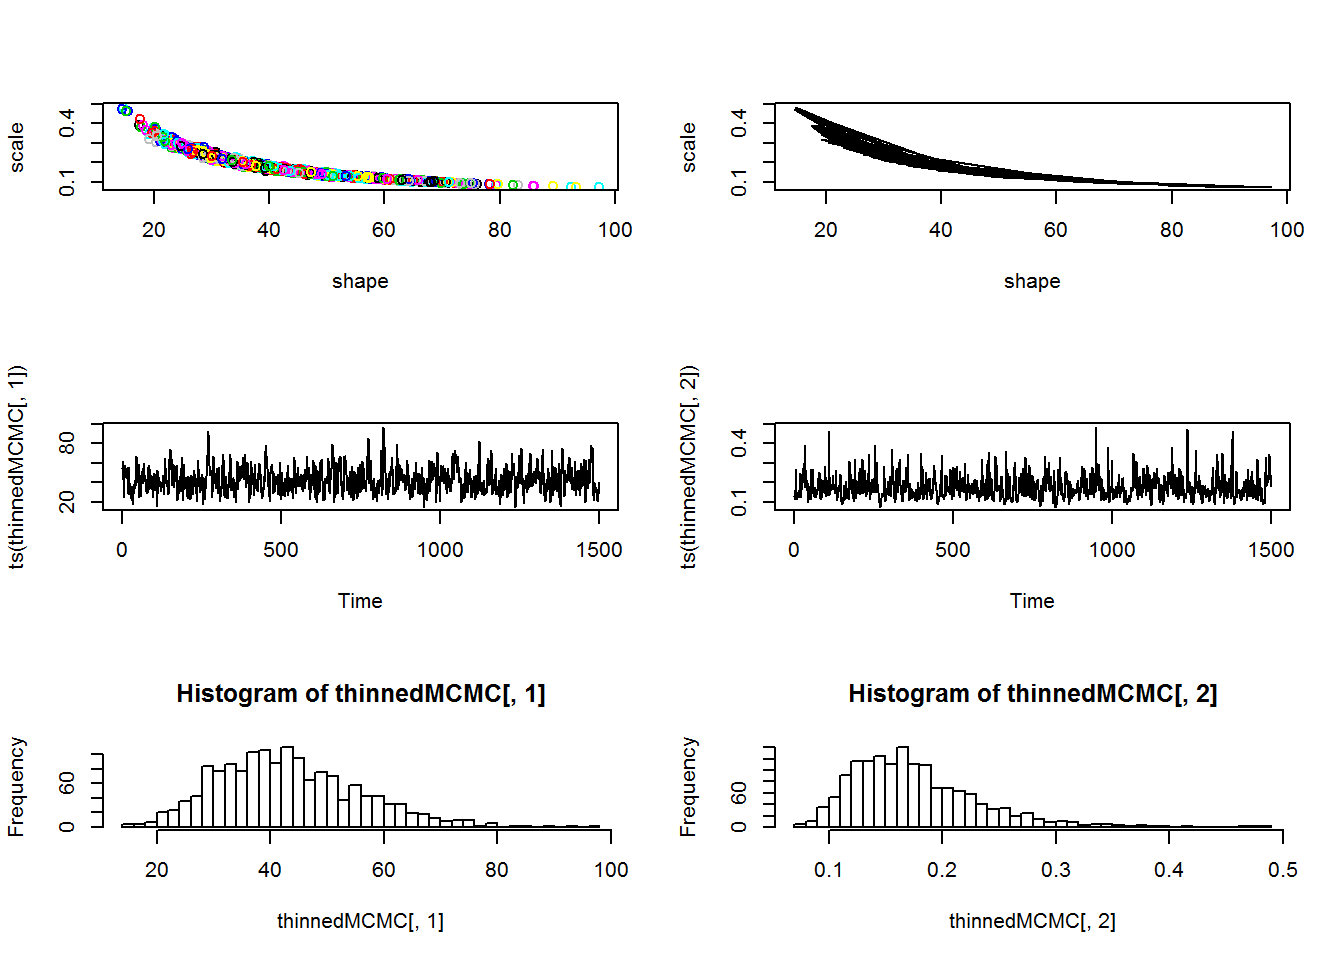 scale
0.1 0.4
20 40 60 80 100
shape
scale
0.1 0.4
20 40 60 80 100
shape
ts(thinnedMCMC[, 1])
20 80
0 500 1000 1500
Time
ts(thinnedMCMC[, 2])
0.1 0.4
0 500 1000 1500
Time
Histogram of thinnedMCMC[, 1]
Frequency
0 60
20 40 60 80 100
thinnedMCMC[, 1]
Histogram of thinnedMCMC[, 2]
Frequency
0 60
0.1 0.2 0.3 0.4 0.5
thinnedMCMC[, 2]